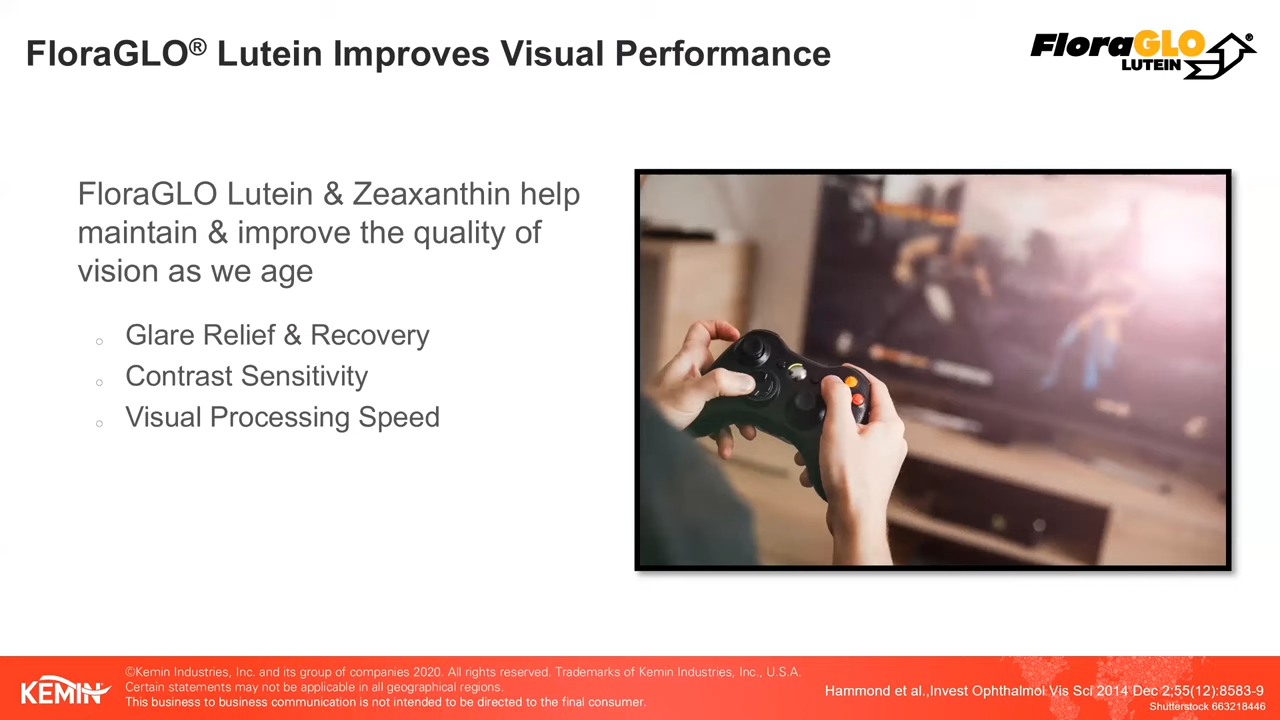 FloraGLO® Lutein Improves Visual Performance
FloraGLO®
LUTEIN
FloraGLO Lutein & Zeaxanthin help
maintain & improve the quality of
vision as we age
Glare Relief & Recovery
Contrast Sensitivity
Visual Processing Speed
KEMIN
©Kemin Industries, Inc. and its group of companies 2020. All rights reserved. Trademarks of Kemin Industries, Inc., U.S.A.
Certain statements may not be applicable in all geographical regions.
This business to business communication is not intended to be directed to the final consumer.
Hammond et al.,Invest Ophthalmol Vis Sci 2014 Dec 2;55(12):8583-9
Shutterstock 663218446